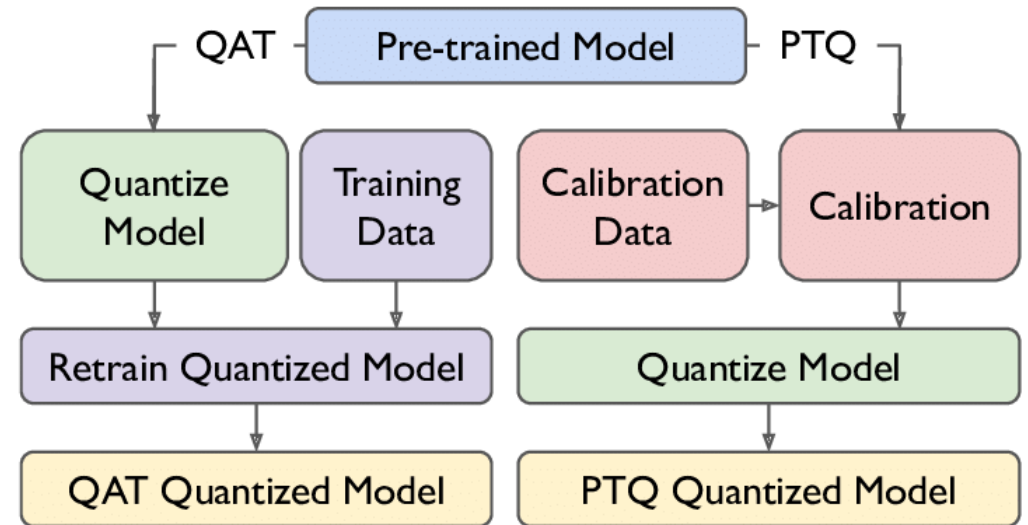 QAT
Pre-trained Model
PTQ
Quantize
Model
Training
Data
Calibration
Data
Calibration
Retrain Quantized Model
Quantize Model
QAT Quantized Model
PTQ Quantized Model